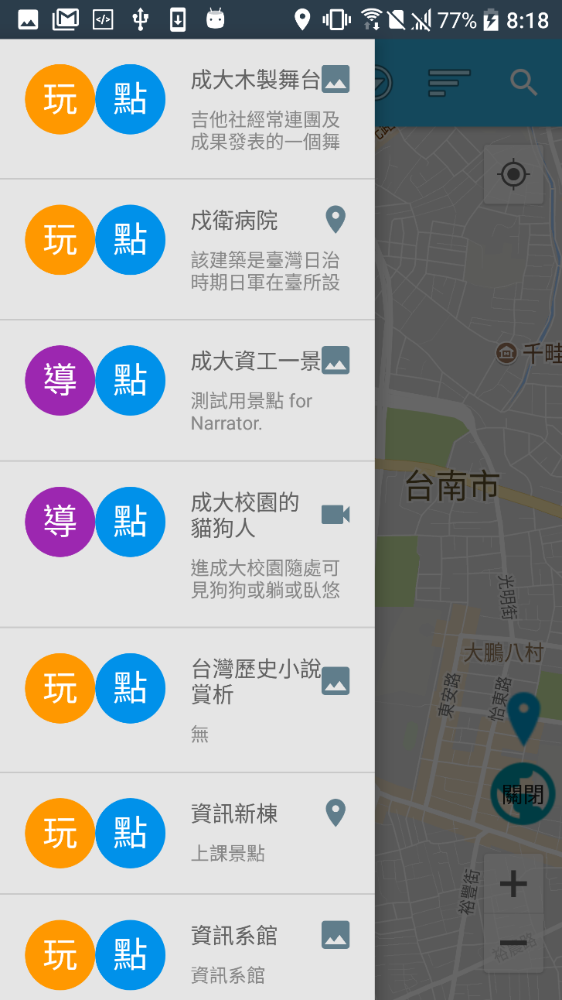 77% 8:18
玩 點 成大木製舞台
吉他社經常連團及
成果發表的一個舞
玩 點 戍衛病院
該建築是臺灣日治
時期日軍在臺所設
導 點 成大資工一景
測試用景點 for
Narrator.
導 點 成大校園的
貓狗人
進成大校園隨處可
見狗狗或躺或臥悠
玩 點 台灣歷史小說
賞析
無
玩 點 資訊新棟
上課景點
玩 點 資訊系館
資訊系館
路
千畦
台南市
光明街
大鵬八村
東安路
怡東路
關閉
裕豐街
裕農路